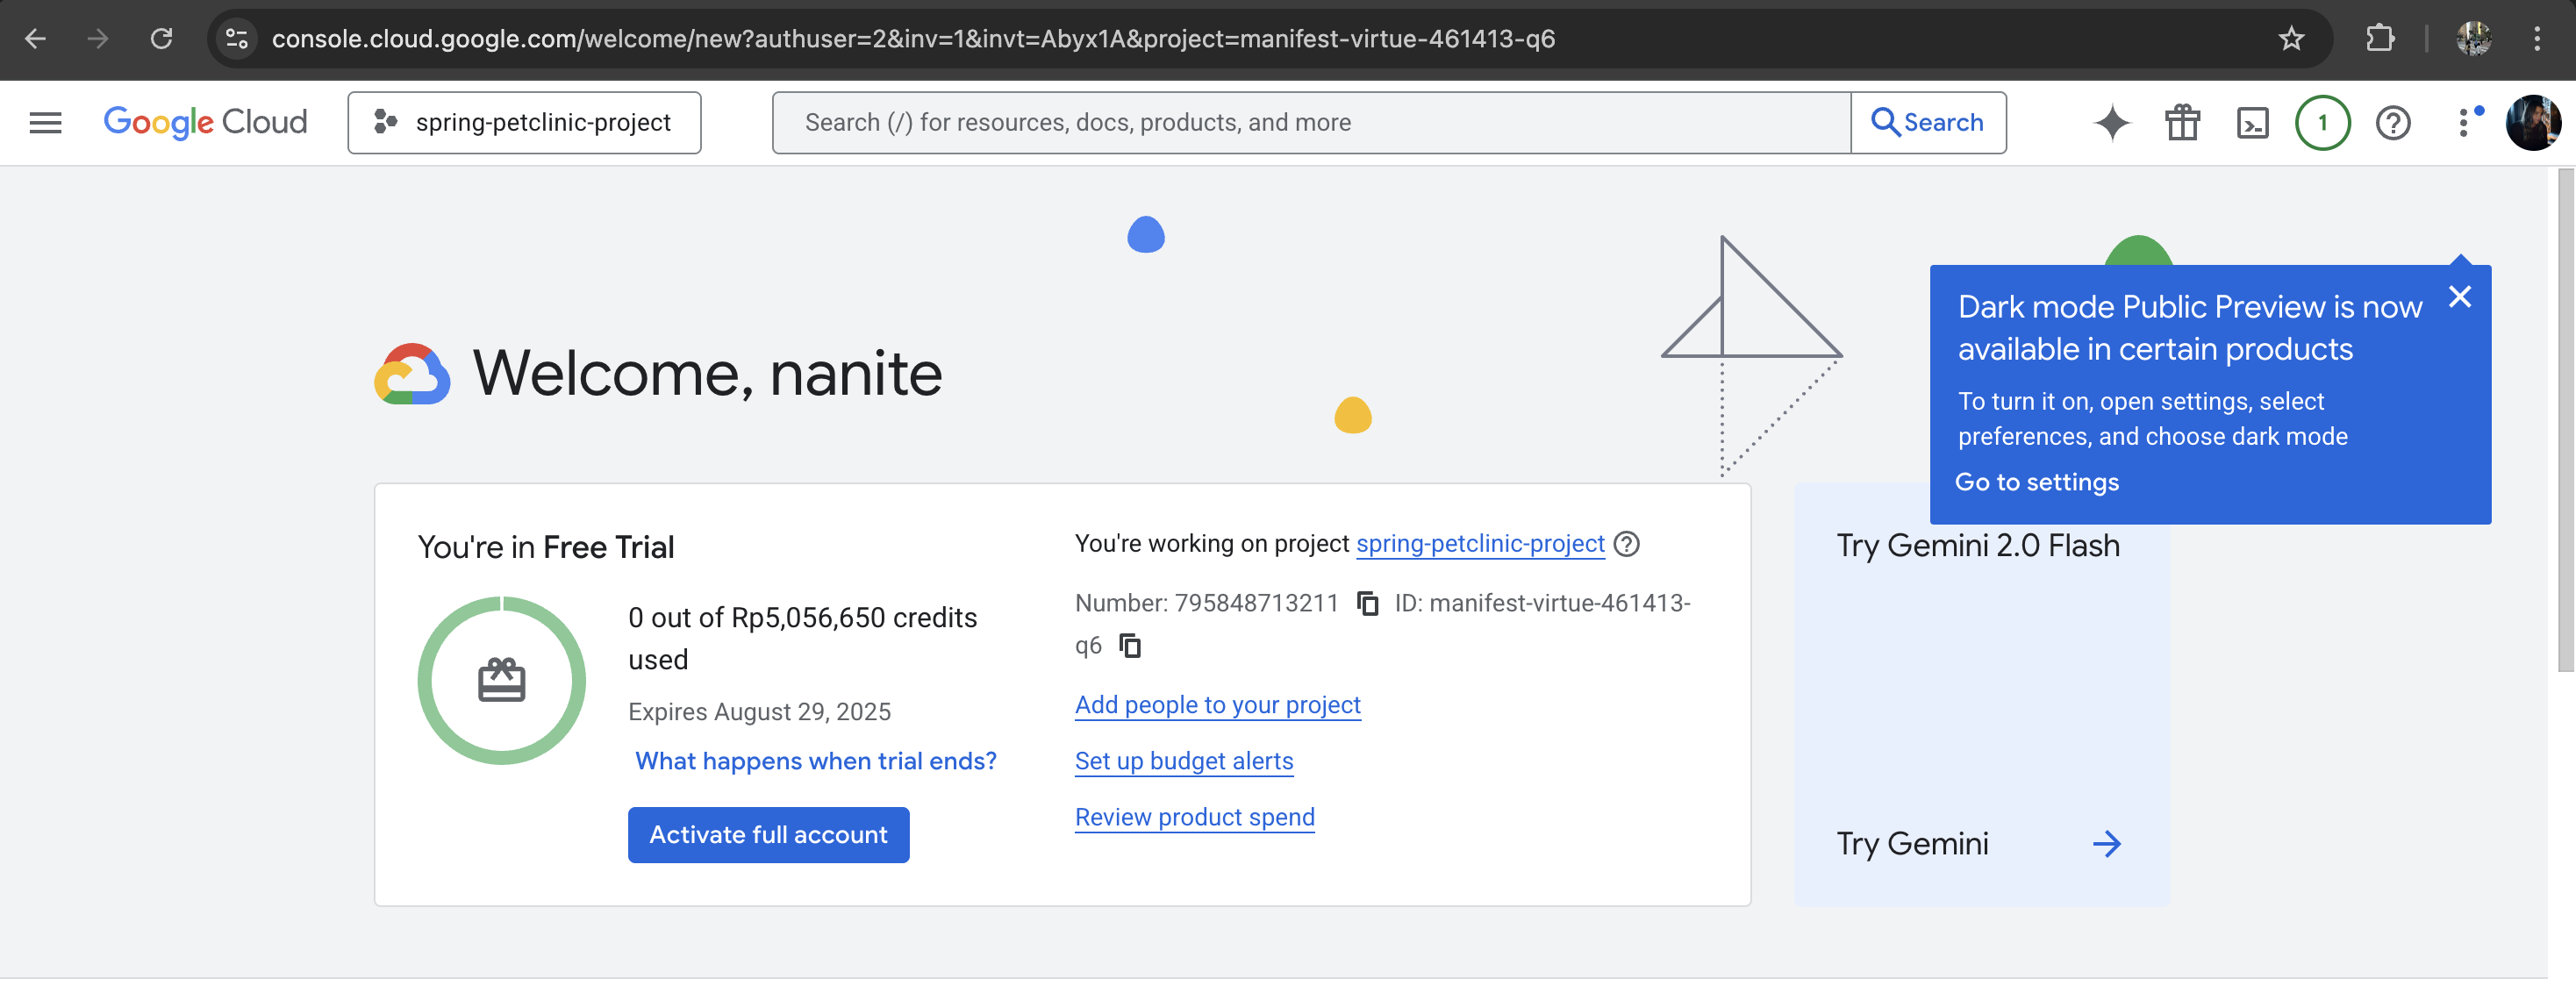 console.cloud.google.com/welcome/new?authuser=2&inv=1&invt=Abyx1A&project=manifest-virtue-461413-q6
Google Cloud
spring-petclinic-project
Search (/) for resources, docs, products, and more
Search
1
Welcome, nanite
Dark mode Public Preview is now
available in certain products
To turn it on, open settings, select
preferences, and choose dark mode
Go to settings
You're in Free Trial
0 out of Rp5,056,650 credits
used
Expires August 29, 2025
What happens when trial ends?
Activate full account
You're working on project spring-petclinic-project
Number: 795848713211 ID: manifest-virtue-461413-
q6
Add people to your project
Set up budget alerts
Review product spend
Try Gemini 2.0 Flash
Try Gemini